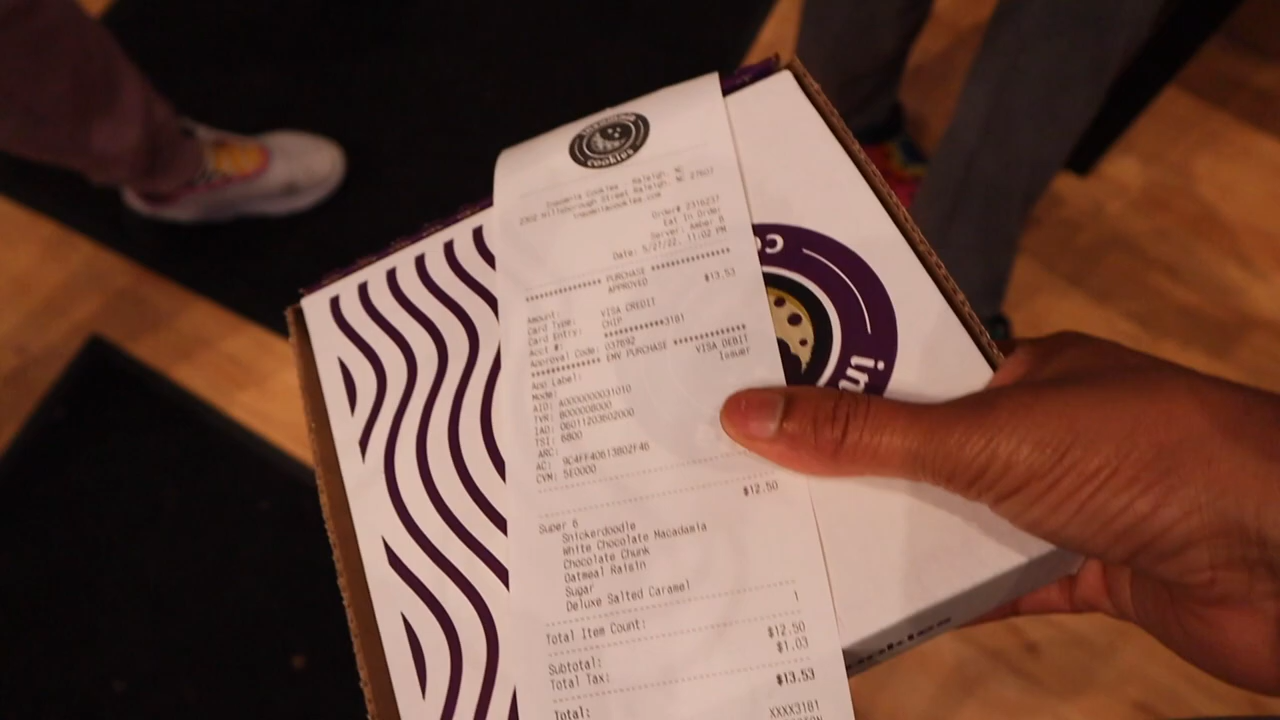 insomnia
cookies
Insomnia Cookies - Raleigh, NC
2302 Hillsborough Street Raleigh, NC 27607
insomniacookies.com
Order# 2316237
Eat In Order
Server: Amber B
Date: 5/27/22, 11:02 PM
*************** PURCHASE ***************
APPROVED
Amount: $13.53
Card Type: VISA CREDIT
Card Entry: CHIP
Acct #: ************3181
Approval Code: 037692
*************** EMV PURCHASE ***************
App Label: VISA DEBIT
Mode: Issuer
AID: A0000000031010
TVR: 8000008000
IAD: 06011203602000
TSI: 6800
ARC:
AC: 9C4FF40613B02F46
CVM: 5E0000
$12.50
Super 6
Snickerdoodle
White Chocolate Macadamia
Chocolate Chunk
Oatmeal Raisin
Sugar
Deluxe Salted Caramel
Total Item Count: 1
Subtotal: $12.50
Total Tax: $1.03
Total: $13.53
XXXX3181
co
in